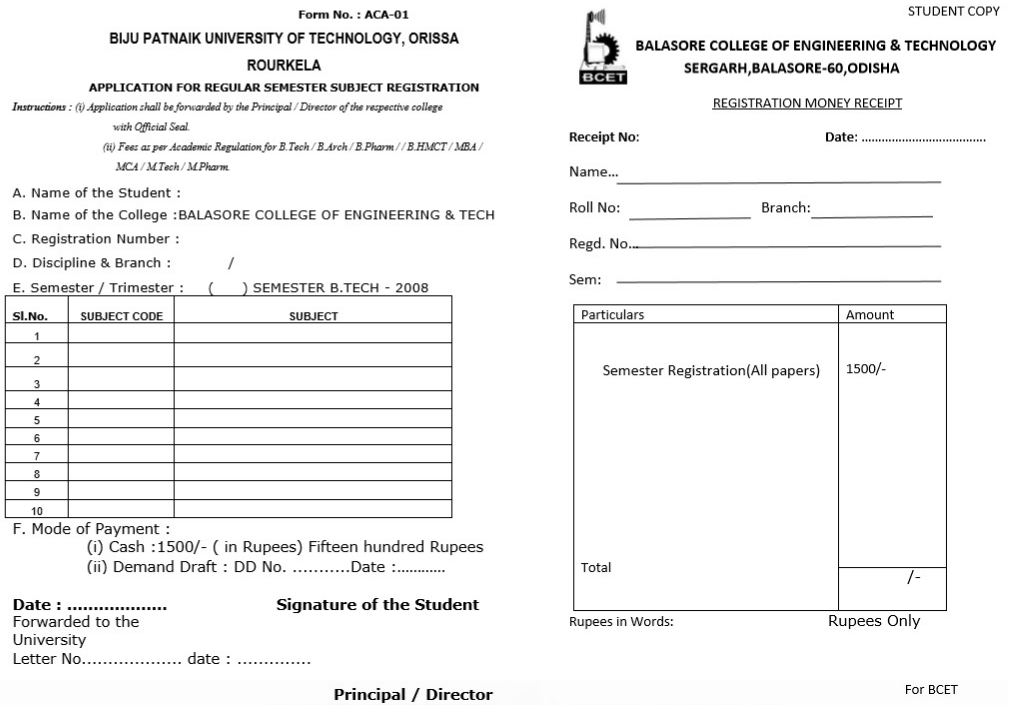 Form No. : ACA-01
BIJU PATNAIK UNIVERSITY OF TECHNOLOGY, ORISSA
ROURKELA
APPLICATION FOR REGULAR SEMESTER SUBJECT REGISTRATION
Instructions : (i) Application shall be forwarded by the Principal / Director of the respective college
with Official Seal.
(ii) Fees as per Academic Regulation for B.Tech / B.Arch / B.Pharm / / B.HMCT / MBA /
MCA / M.Tech / M.Pharm.
A. Name of the Student :
B. Name of the College :BALASORE COLLEGE OF ENGINEERING & TECH
C. Registration Number :
D. Discipline & Branch : /
E. Semester / Trimester : ( ) SEMESTER B.TECH - 2008
Sl.No. SUBJECT CODE SUBJECT
1
2
3
4
5
6
7
8
9
10
F. Mode of Payment :
(i) Cash :1500/- ( in Rupees) Fifteen hundred Rupees
(ii) Demand Draft : DD No. ...........Date :............
Date : ................... Signature of the Student
Forwarded to the
University
Letter No................... date : ..............
Principal / Director
STUDENT COPY
BCET
BALASORE COLLEGE OF ENGINEERING & TECHNOLOGY
SERGARH,BALASORE-60,ODISHA
REGISTRATION MONEY RECEIPT
Receipt No: Date: ....................................
Name...
Roll No: Branch:
Regd. No...
Sem:
Particulars Amount
Semester Registration(All papers) 1500/-
Total
/-
Rupees in Words: Rupees Only
For BCET